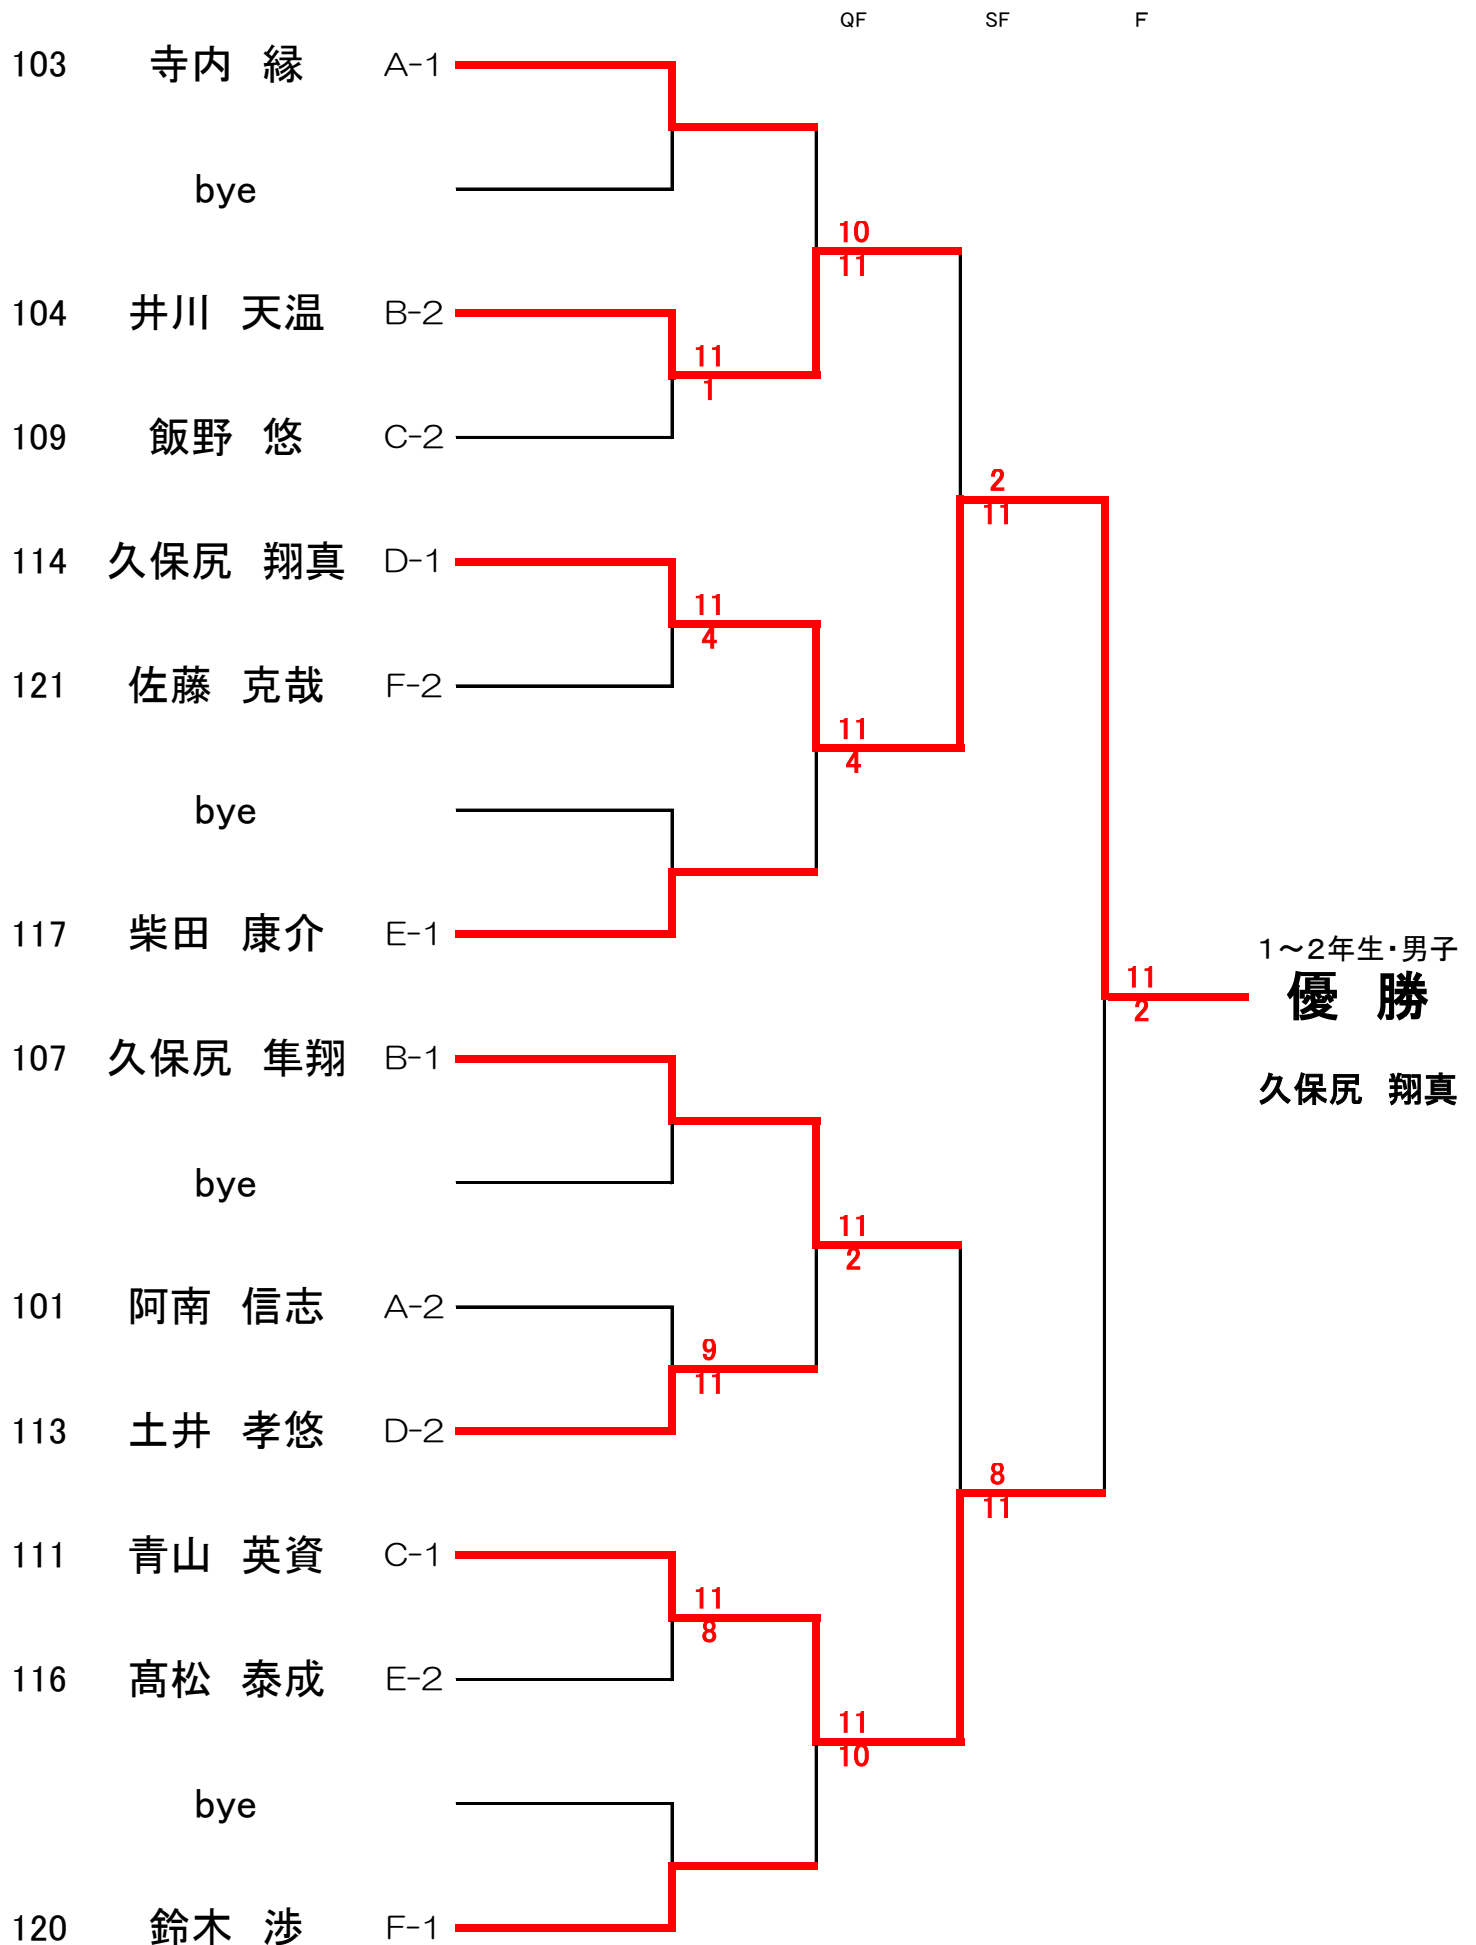 QF SF F
103 寺内 縁 A-1
bye
10
11
104 井川 天温 B-2
11
1
109 飯野 悠 C-2
2
11
114 久保尻 翔真 D-1
11
4
121 佐藤 克哉 F-2
11
4
bye
117 柴田 康介 E-1
1～2年生・男子
11
2
優 勝
107 久保尻 隼翔 B-1
久保尻 翔真
bye
11
2
101 阿南 信志 A-2
9
11
113 土井 孝悠 D-2
8
11
111 青山 英資 C-1
11
8
116 髙松 泰成 E-2
11
10
bye
120 鈴木 渉 F-1